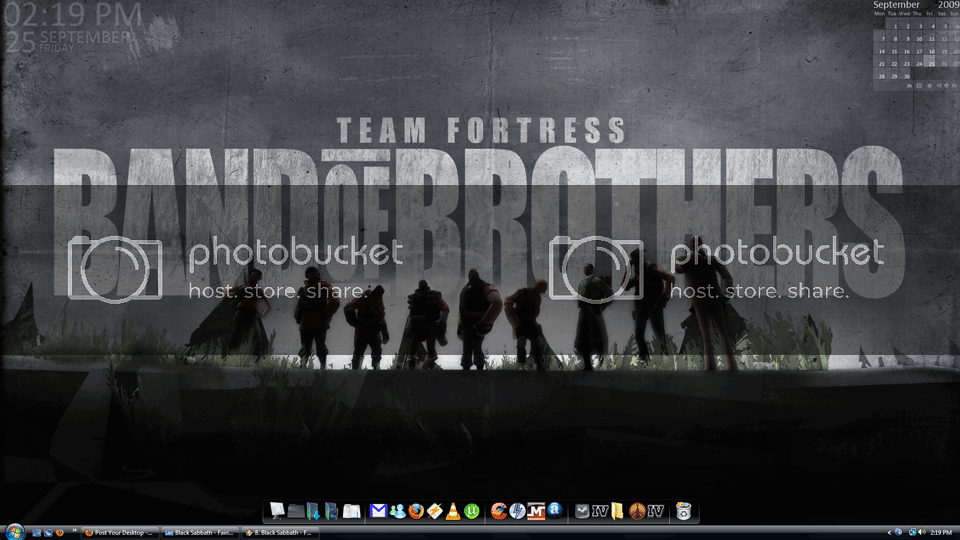 02:19 PM
25 SEPTEMBER
FRIDAY
September 2009
Mon Tue Wed Thu Fri Sat Sun
1 2 3 4 5 6
7 8 9 10 11 12 13
14 15 16 17 18 19 20
21 22 23 24 25 26 27
28 29 30
TEAM FORTRESS
BAND OF BROTHERS
photobucket
host. store. share.
photobucket
host. store. share.
IV
IV
Post Your Desktop -...
Black Sabbath - Fairi...
8. Black Sabbath - F...
2:19 PM